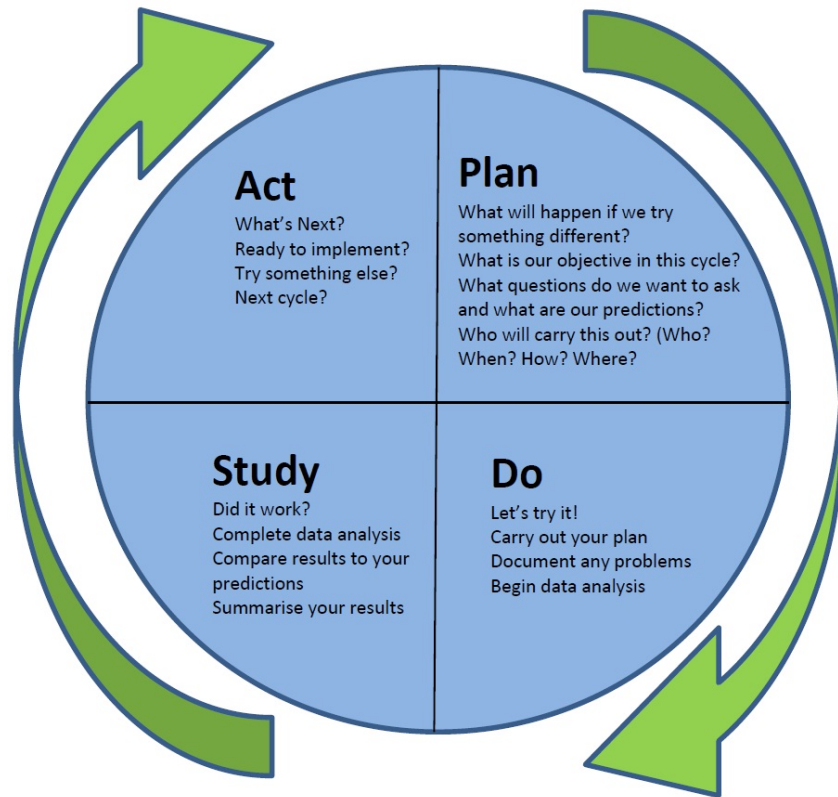 Act
What's Next?
Ready to implement?
Try something else?
Next cycle?
Plan
What will happen if we try
something different?
What is our objective in this cycle?
What questions do we want to ask
and what are our predictions?
Who will carry this out? (Who?
When? How? Where?
Study
Did it work?
Complete data analysis
Compare results to your
predictions
Summarise your results
Do
Let's try it!
Carry out your plan
Document any problems
Begin data analysis